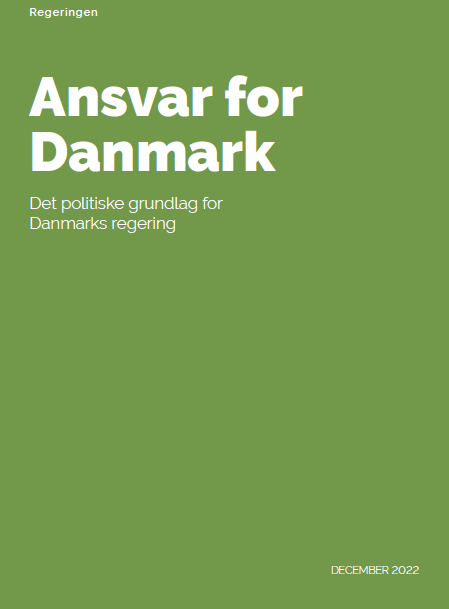 Regeringen
Ansvar for
Danmark
Det politiske grundlag for
Danmarks regering
DECEMBER 2022